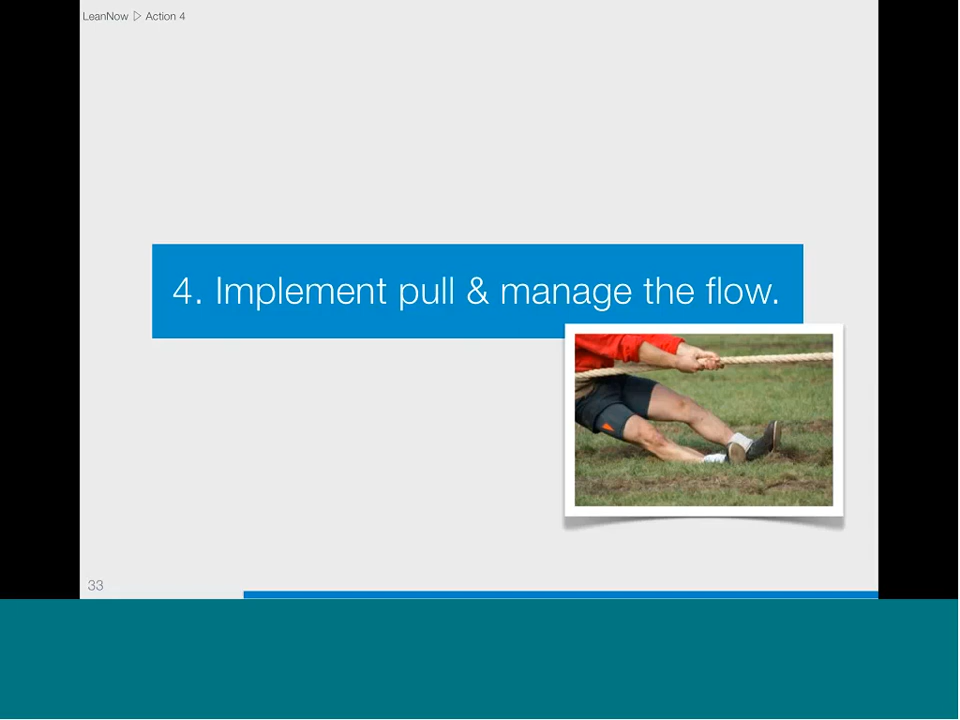 LeanNow ▷ Action 4
4. Implement pull & manage the flow.
33